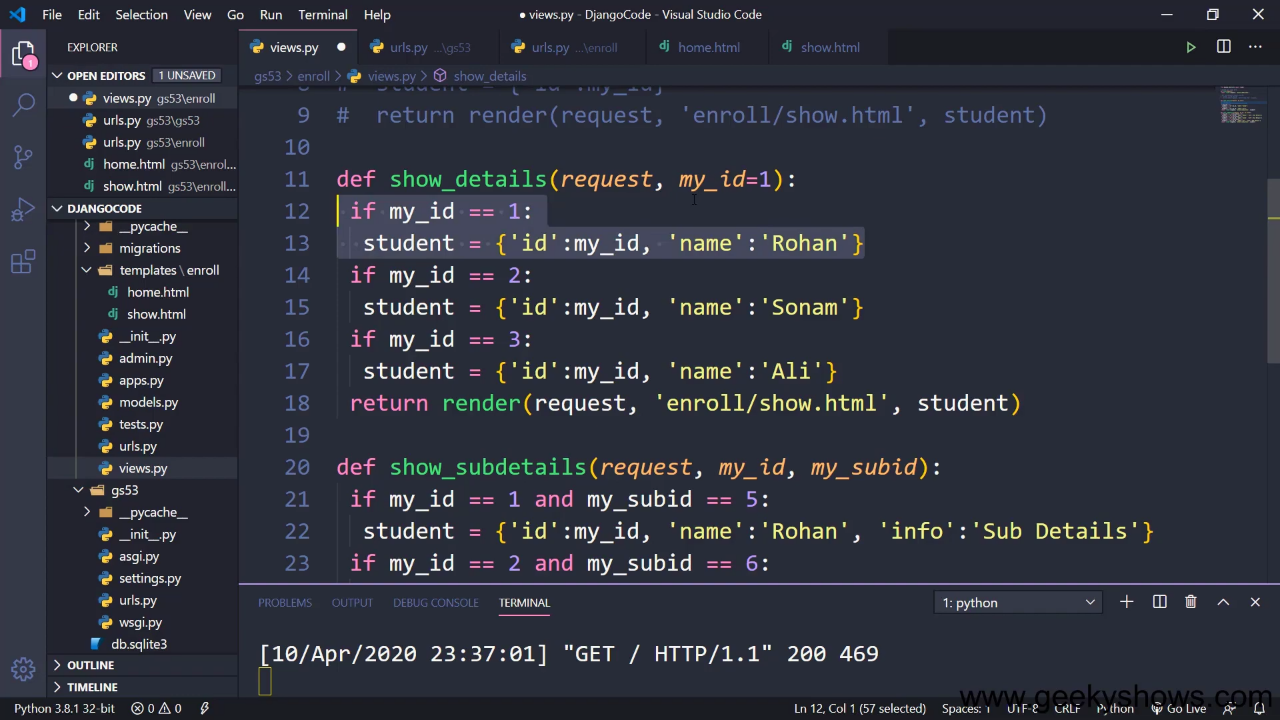 File Edit Selection View Go Run Terminal Help
● views.py - DjangoCode - Visual Studio Code
EXPLORER
OPEN EDITORS 1 UNSAVED
views.py gs53\enroll
urls.py gs53\gs53
urls.py gs53\enroll
home.html gs53\enro...
show.html gs53\enro...
DJANGOCODE
__pycache__
migrations
templates \ enroll
home.html
show.html
__init__.py
admin.py
apps.py
models.py
tests.py
urls.py
views.py
gs53
__pycache__
__init__.py
asgi.py
settings.py
urls.py
wsgi.py
db.sqlite3
OUTLINE
TIMELINE
views.py urls.py ...\gs53 urls.py ...\enroll home.html show.html
gs53 > enroll > views.py > show_details
8 # student = {'id':my_id}
9 #  return render(request, 'enroll/show.html', student)
10
11 def show_details(request, my_id=1):
12 if my_id == 1:
13 student = {'id':my_id, 'name':'Rohan'}
14 if my_id == 2:
15 student = {'id':my_id, 'name':'Sonam'}
16 if my_id == 3:
17 student = {'id':my_id, 'name':'Ali'}
18 return render(request, 'enroll/show.html', student)
19
20 def show_subdetails(request, my_id, my_subid):
21 if my_id == 1 and my_subid == 5:
22 student = {'id':my_id, 'name':'Rohan', 'info':'Sub Details'}
23 if my_id == 2 and my_subid == 6:
PROBLEMS OUTPUT DEBUG CONSOLE TERMINAL 1: python
[10/Apr/2020 23:37:01] "GET / HTTP/1.1" 200 469
www.geekyshows.com
Python 3.8.1 32-bit 0 0 Ln 12, Col 1 (57 selected) Spaces: 1 UTF-8 CRLF Python Go Live